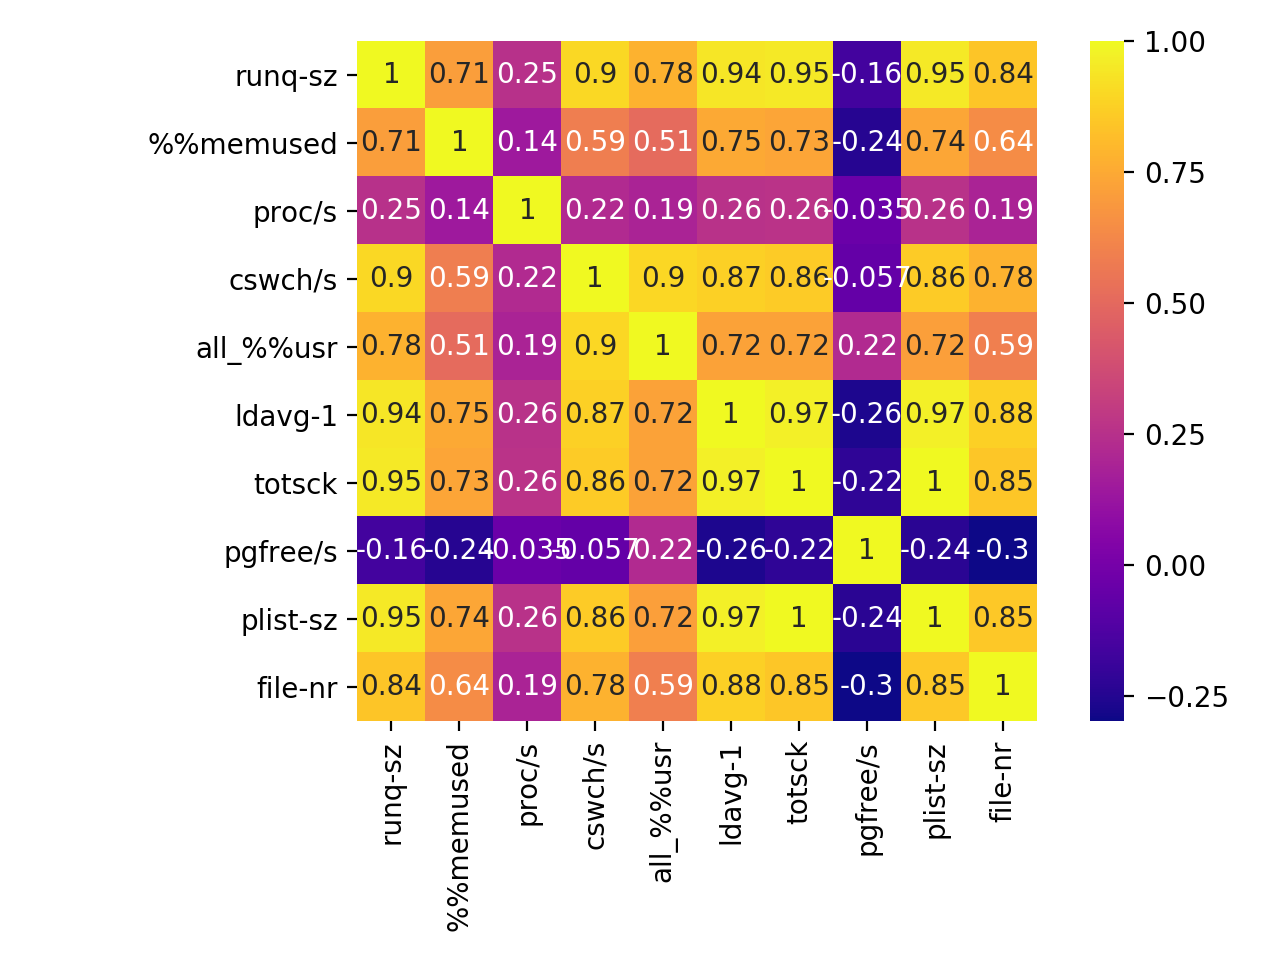 runq-sz 1 0.71 0.25 0.9 0.78 0.94 0.95 -0.16 0.95 0.84
%%memused 0.71 1 0.14 0.59 0.51 0.75 0.73 -0.24 0.74 0.64
proc/s 0.25 0.14 1 0.22 0.19 0.26 0.26 -0.035 0.26 0.19
cswch/s 0.9 0.59 0.22 1 0.9 0.87 0.86 -0.057 0.86 0.78
all_%%usr 0.78 0.51 0.19 0.9 1 0.72 0.72 0.22 0.72 0.59
ldavg-1 0.94 0.75 0.26 0.87 0.72 1 0.97 -0.26 0.97 0.88
totsck 0.95 0.73 0.26 0.86 0.72 0.97 1 -0.22 1 0.85
pgfree/s -0.16 -0.24 -0.035 -0.057 0.22 -0.26 -0.22 1 -0.24 -0.3
plist-sz 0.95 0.74 0.26 0.86 0.72 0.97 1 -0.24 1 0.85
file-nr 0.84 0.64 0.19 0.78 0.59 0.88 0.85 -0.3 0.85 1
runq-sz %%memused proc/s cswch/s all_%%usr ldavg-1 totsck pgfree/s plist-sz file-nr
1.00
0.75
0.50
0.25
0.00
−0.25